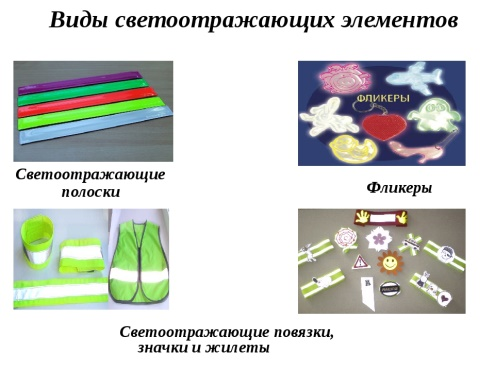 Виды светоотражающих элементов
ФЛИКЕРЫ
Светоотражающие
полоски
Фликеры
Светоотражающие повязки,
значки и жилеты